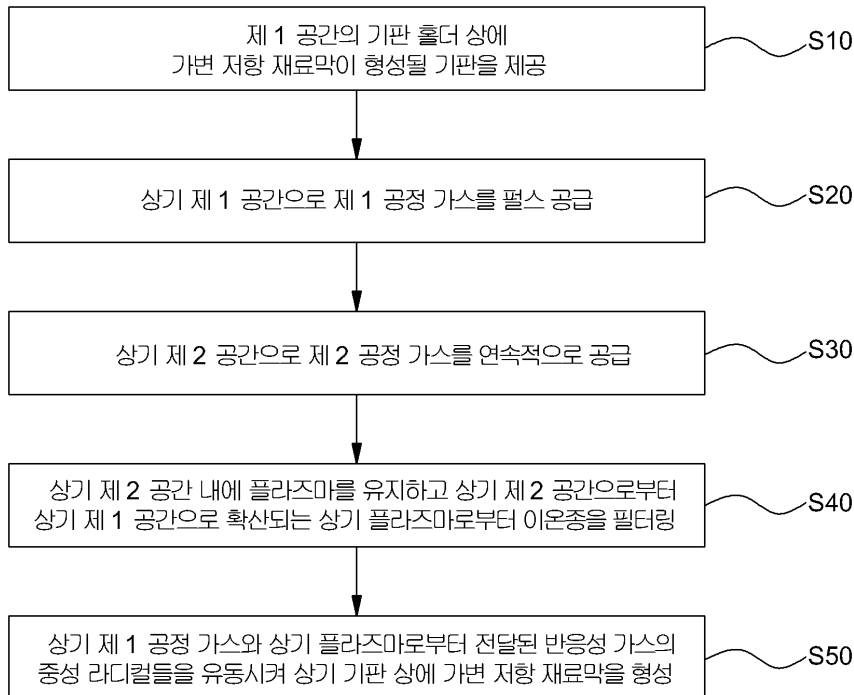 제 1 공간의 기판 홀더 상에
가변 저항 재료막이 형성될 기판을 제공
S10
상기 제 1 공간으로 제 1 공정 가스를 펄스 공급
S20
상기 제 2 공간으로 제 2 공정 가스를 연속적으로 공급
S30
상기 제 2 공간 내에 플라즈마를 유지하고 상기 제 2 공간으로부터
상기 제 1 공간으로 확산되는 상기 플라즈마로부터 이온종을 필터링
S40
상기 제 1 공정 가스와 상기 플라즈마로부터 전달된 반응성 가스의
중성 라디컬들을 유동시켜 상기 기판 상에 가변 저항 재료막을 형성
S50